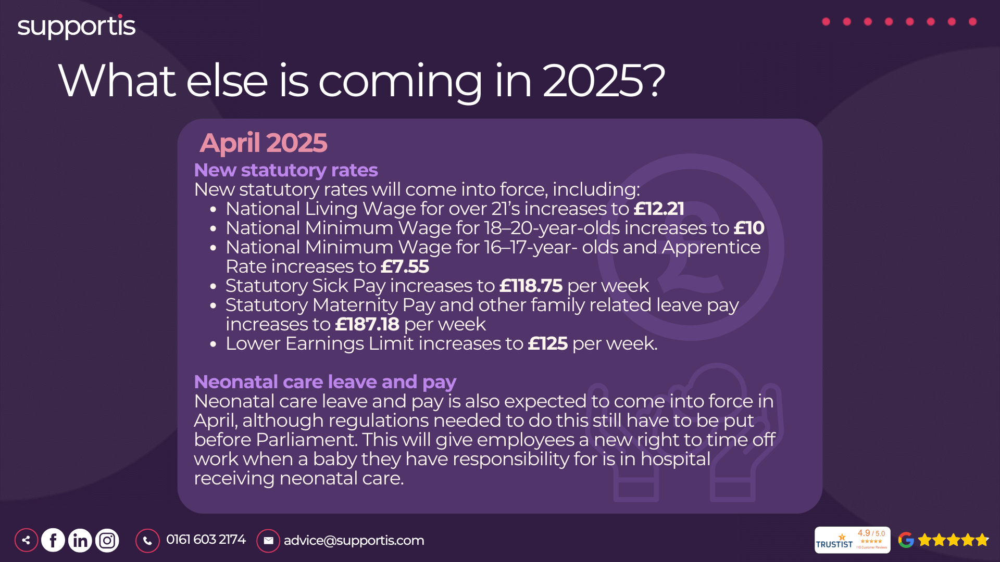 supportis
What else is coming in 2025?
April 2025
New statutory rates
New statutory rates will come into force, including:
• National Living Wage for over 21’s increases to £12.21
• National Minimum Wage for 18–20-year-olds increases to £10
• National Minimum Wage for 16–17-year- olds and Apprentice
Rate increases to £7.55
• Statutory Sick Pay increases to £118.75 per week
• Statutory Maternity Pay and other family related leave pay
increases to £187.18 per week
• Lower Earnings Limit increases to £125 per week.
Neonatal care leave and pay
Neonatal care leave and pay is also expected to come into force in
April, although regulations needed to do this still have to be put
before Parliament. This will give employees a new right to time off
work when a baby they have responsibility for is in hospital
receiving neonatal care.
0161 603 2174
advice@supportis.com
TRUSTIST
4.9 / 5.0
118 Customer Reviews